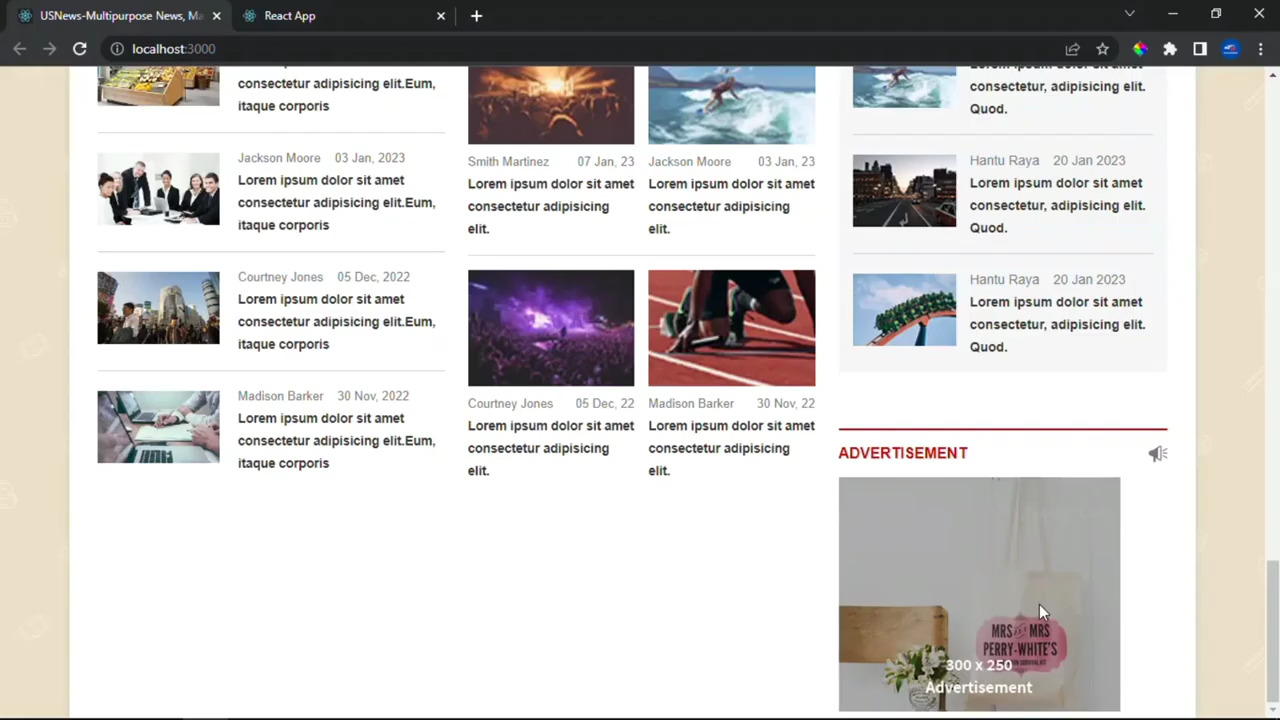 USNews-Multipurpose News, Ma
React App
localhost:3000
consectetur adipisicing elit.Eum,
itaque corporis
Jackson Moore 03 Jan, 2023
Lorem ipsum dolor sit amet
consectetur adipisicing elit.Eum,
itaque corporis
Courtney Jones 05 Dec, 2022
Lorem ipsum dolor sit amet
consectetur adipisicing elit.Eum,
itaque corporis
Madison Barker 30 Nov, 2022
Lorem ipsum dolor sit amet
consectetur adipisicing elit.Eum,
itaque corporis
Smith Martinez 07 Jan, 23
Lorem ipsum dolor sit amet
consectetur adipisicing
elit.
Jackson Moore 03 Jan, 23
Lorem ipsum dolor sit amet
consectetur adipisicing
elit.
Courtney Jones 05 Dec, 22
Lorem ipsum dolor sit amet
consectetur adipisicing
elit.
Madison Barker 30 Nov, 22
Lorem ipsum dolor sit amet
consectetur adipisicing
elit.
Lorem ipsum dolor sit amet
consectetur, adipisicing elit.
Quod.
Hantu Raya 20 Jan 2023
Lorem ipsum dolor sit amet
consectetur, adipisicing elit.
Quod.
Hantu Raya 20 Jan 2023
Lorem ipsum dolor sit amet
consectetur, adipisicing elit.
Quod.
ADVERTISEMENT
MRS MRS
PERRY-WHITE'S
300 x 250
Advertisement